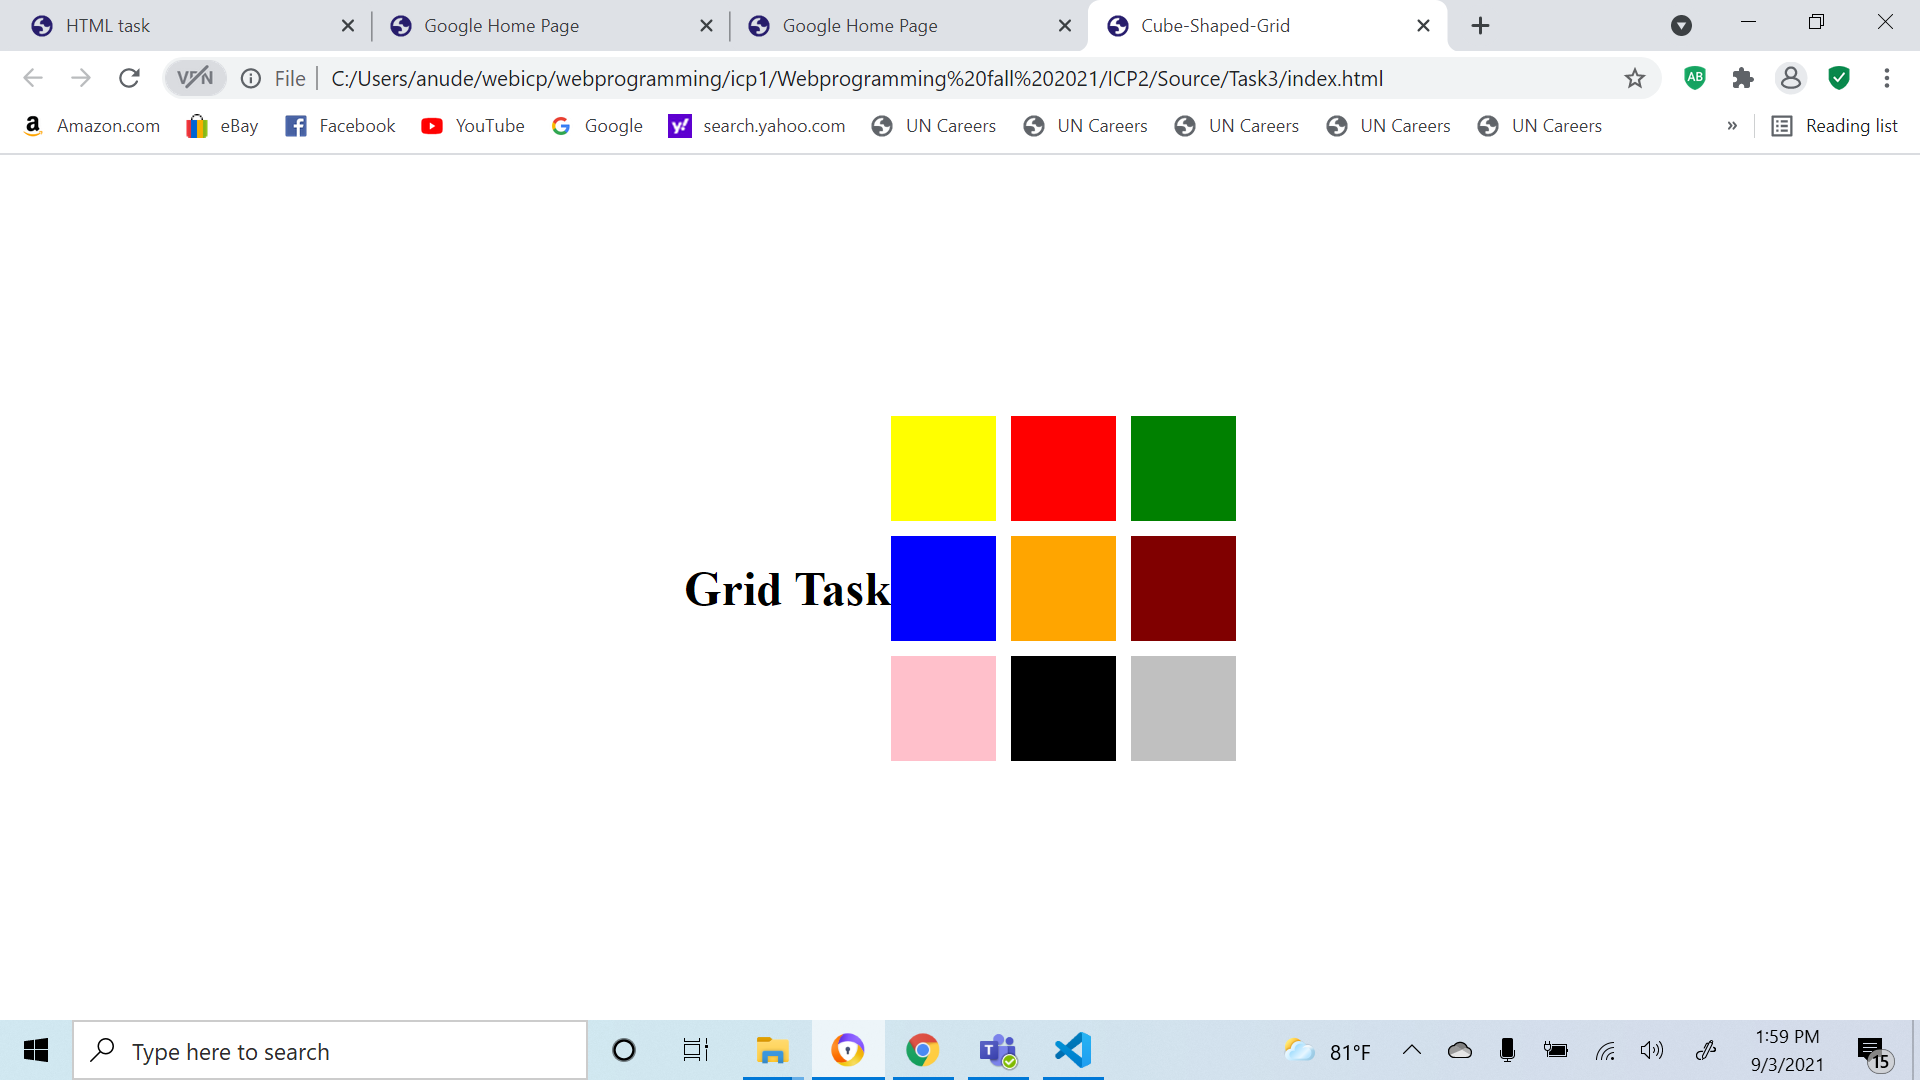 HTML task
Google Home Page
Google Home Page
Cube-Shaped-Grid
VPN
File
C:/Users/anude/webicp/webprogramming/icp1/Webprogramming%20fall%202021/ICP2/Source/Task3/index.html
AB
a
Amazon.com
eBay
Facebook
YouTube
Google
y!
search.yahoo.com
UN Careers
UN Careers
UN Careers
UN Careers
UN Careers
»
Reading list
Grid Task
Type here to search
T
81°F
1:59 PM
9/3/2021
15